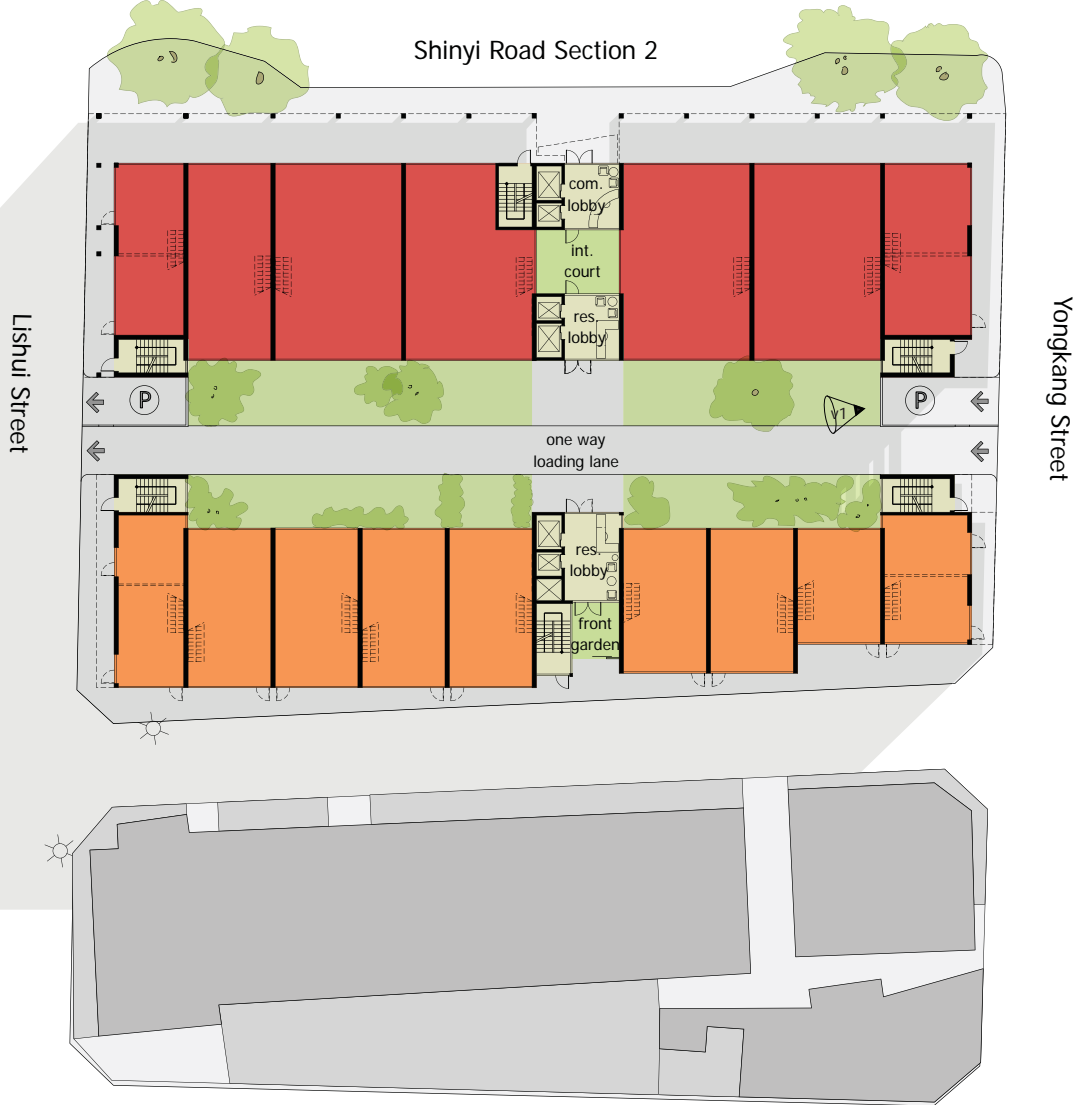 Shinyi Road Section 2
com.
lobby
int.
court
res.
lobby
Lishui Street
Yongkang Street
P
v1
P
one way
loading lane
res.
lobby
front
garden